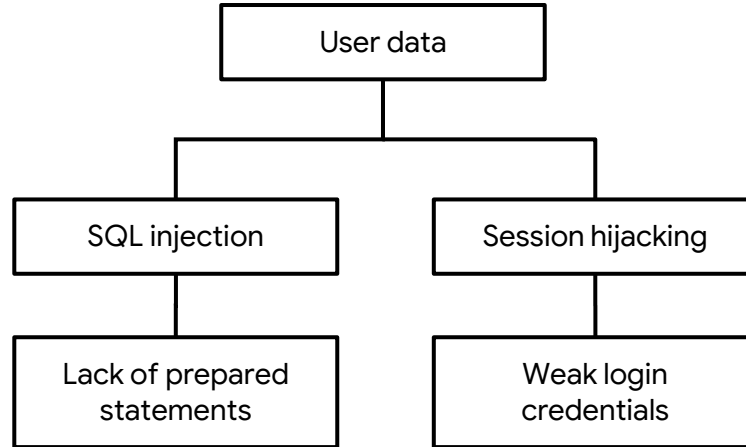 User data
SQL injection
Session hijacking
Lack of prepared
statements
Weak login
credentials